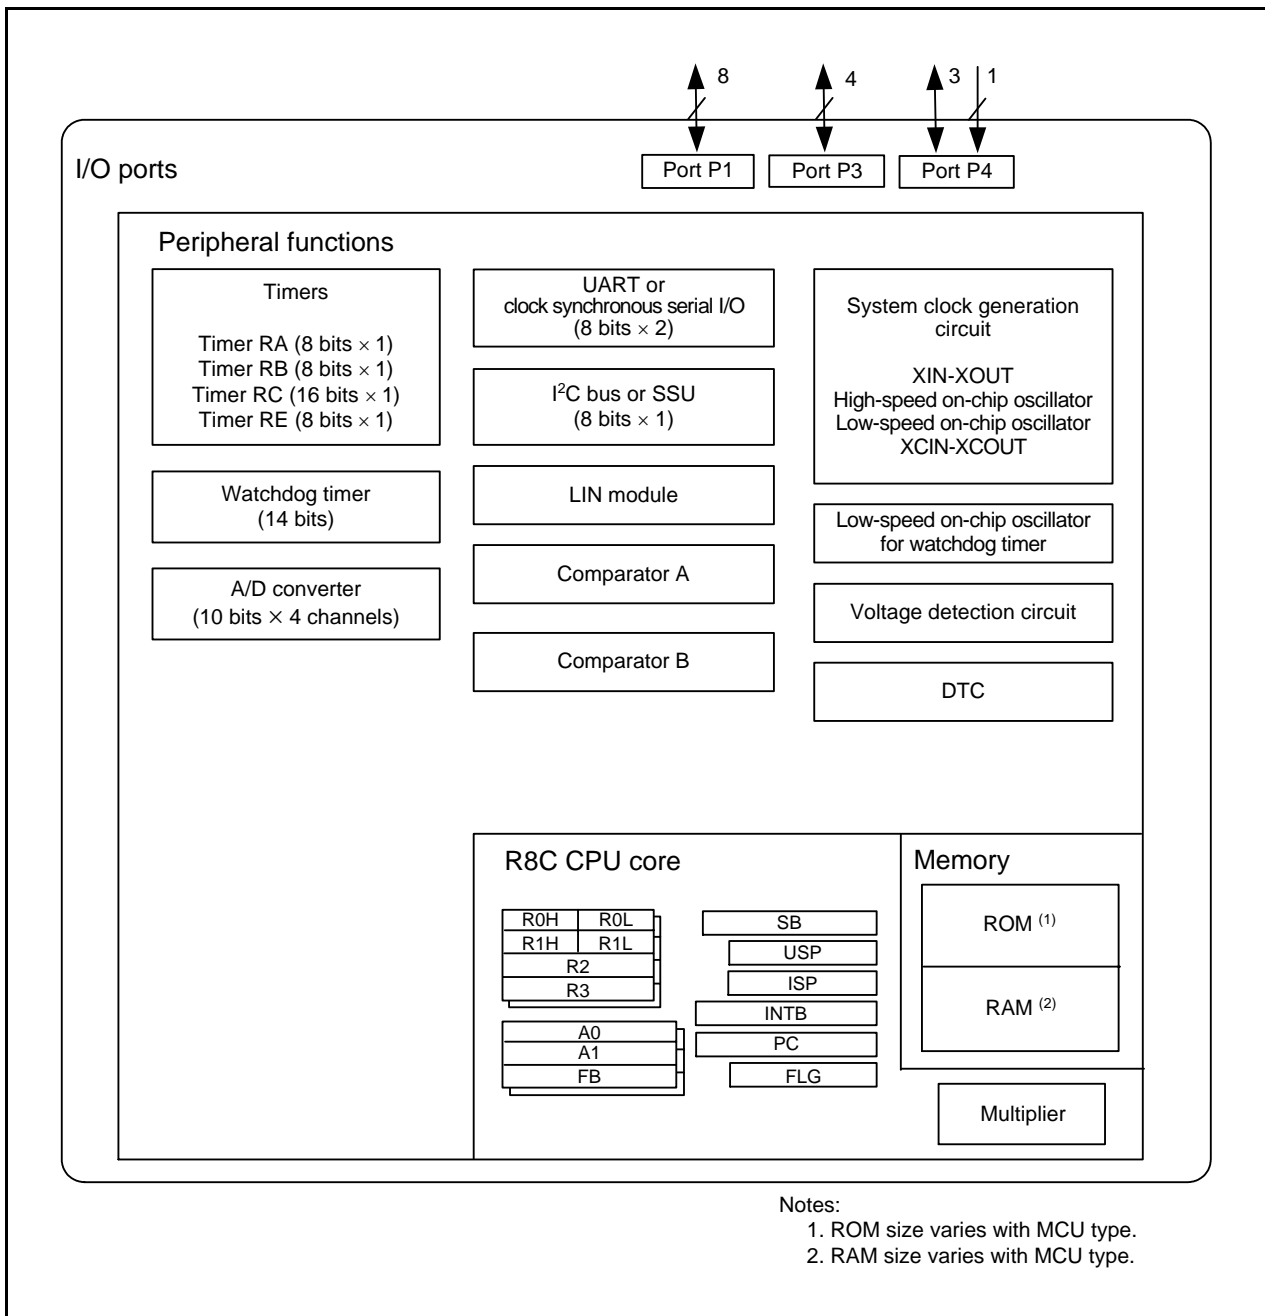 8
4
3
1
I/O ports
Port P1
Port P3
Port P4
Peripheral functions
Timers
Timer RA (8 bits × 1)
Timer RB (8 bits × 1)
Timer RC (16 bits × 1)
Timer RE (8 bits × 1)
Watchdog timer
(14 bits)
A/D converter
(10 bits × 4 channels)
UART or
clock synchronous serial I/O
(8 bits × 2)
I²C bus or SSU
(8 bits × 1)
LIN module
Comparator A
Comparator B
System clock generation
circuit
XIN-XOUT
High-speed on-chip oscillator
Low-speed on-chip oscillator
XCIN-XCOUT
Low-speed on-chip oscillator
for watchdog timer
Voltage detection circuit
DTC
R8C CPU core
R0H
R0L
R1H
R1L
R2
R3
A0
A1
FB
SB
USP
ISP
INTB
PC
FLG
Memory
ROM (1)
RAM (2)
Multiplier
Notes:
1. ROM size varies with MCU type.
2. RAM size varies with MCU type.